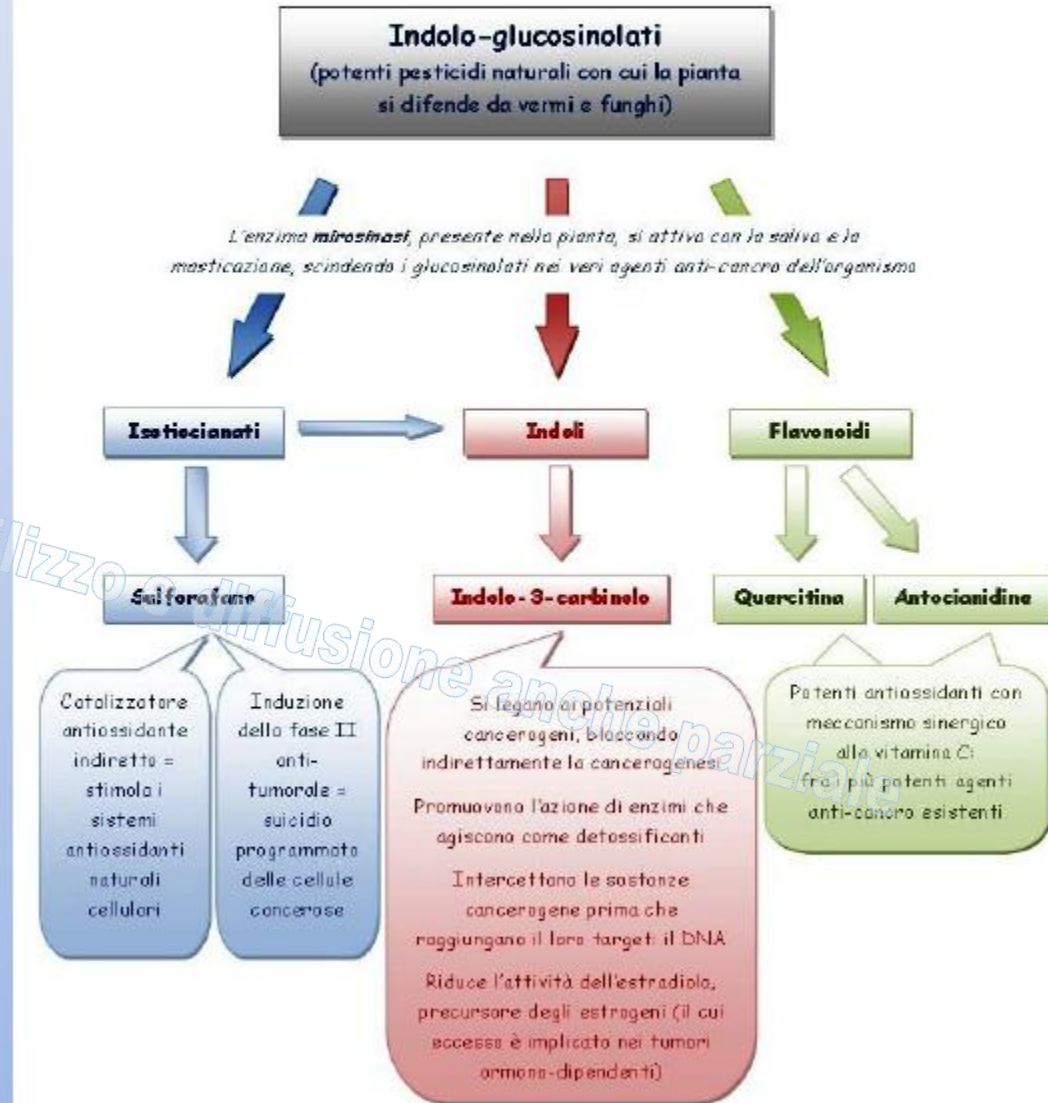 Indolo-glucosinolati
(potenti pesticidi naturali con cui la pianta
si difende da vermi e funghi)
L'enzima mirosinasi, presente nella pianta, si attiva con la saliva e la
masticazione, scindendo i glucosinolati nei veri agenti anti-cancro dell'organismo
Isotiocianati
Indoli
Flavonoidi
Sulforafano
Indolo-3-carbinolo
Quercitina
Antocianidine
Catalizzatore
antiossidante
indiretto =
stimola i
sistemi
antiossidanti
naturali
cellulari
Induzione
della fase II
anti-
tumorale =
suicidio
programmato
delle cellule
cancerose
Si legano ai potenziali
cancerogeni, bloccando
indirettamente la cancerogenesi
Promuovono l'azione di enzimi che
agiscono come detossificanti
Intercettano le sostanze
cancerogene prima che
raggiungano il loro target: il DNA
Riduce l'attività dell'estradiolo,
precursore degli estrogeni (il cui
eccesso è implicato nei tumori
ormono-dipendenti)
Potenti antiossidanti con
meccanismo sinergico
alla vitamina C:
fra i più potenti agenti
anti-cancro esistenti
diffusione anche parziale